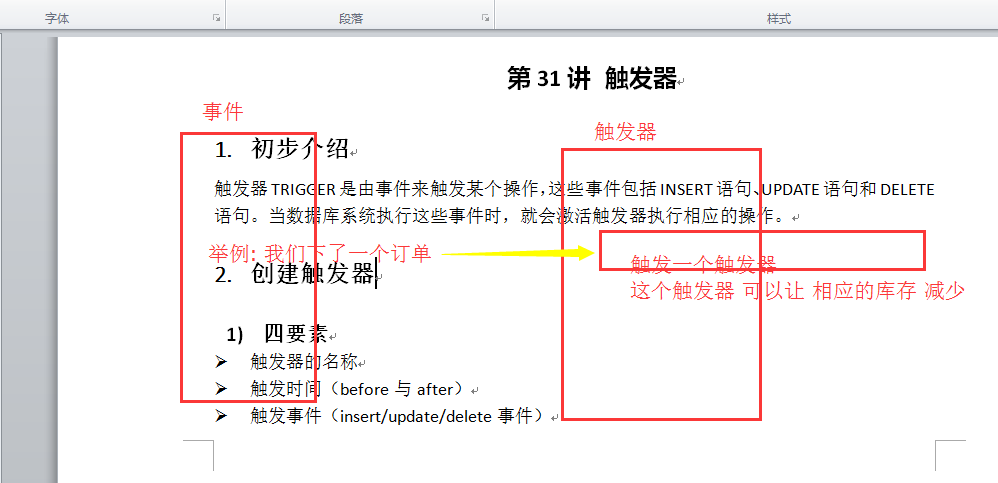 字体
段落
样式
第 31 讲 触发器
事件
触发器
1. 初步介绍
触发器 TRIGGER 是由事件来触发某个操作，这些事件包括 INSERT 语句、UPDATE 语句和 DELETE
语句。当数据库系统执行这些事件时，就会激活触发器执行相应的操作。
举例: 我们下了一个订单
触发一个触发器
2. 创建触发器
这个触发器 可以让 相应的库存 减少
1) 四要素
触发器的名称
触发时间（before 与 after）
触发事件（insert/update/delete 事件）